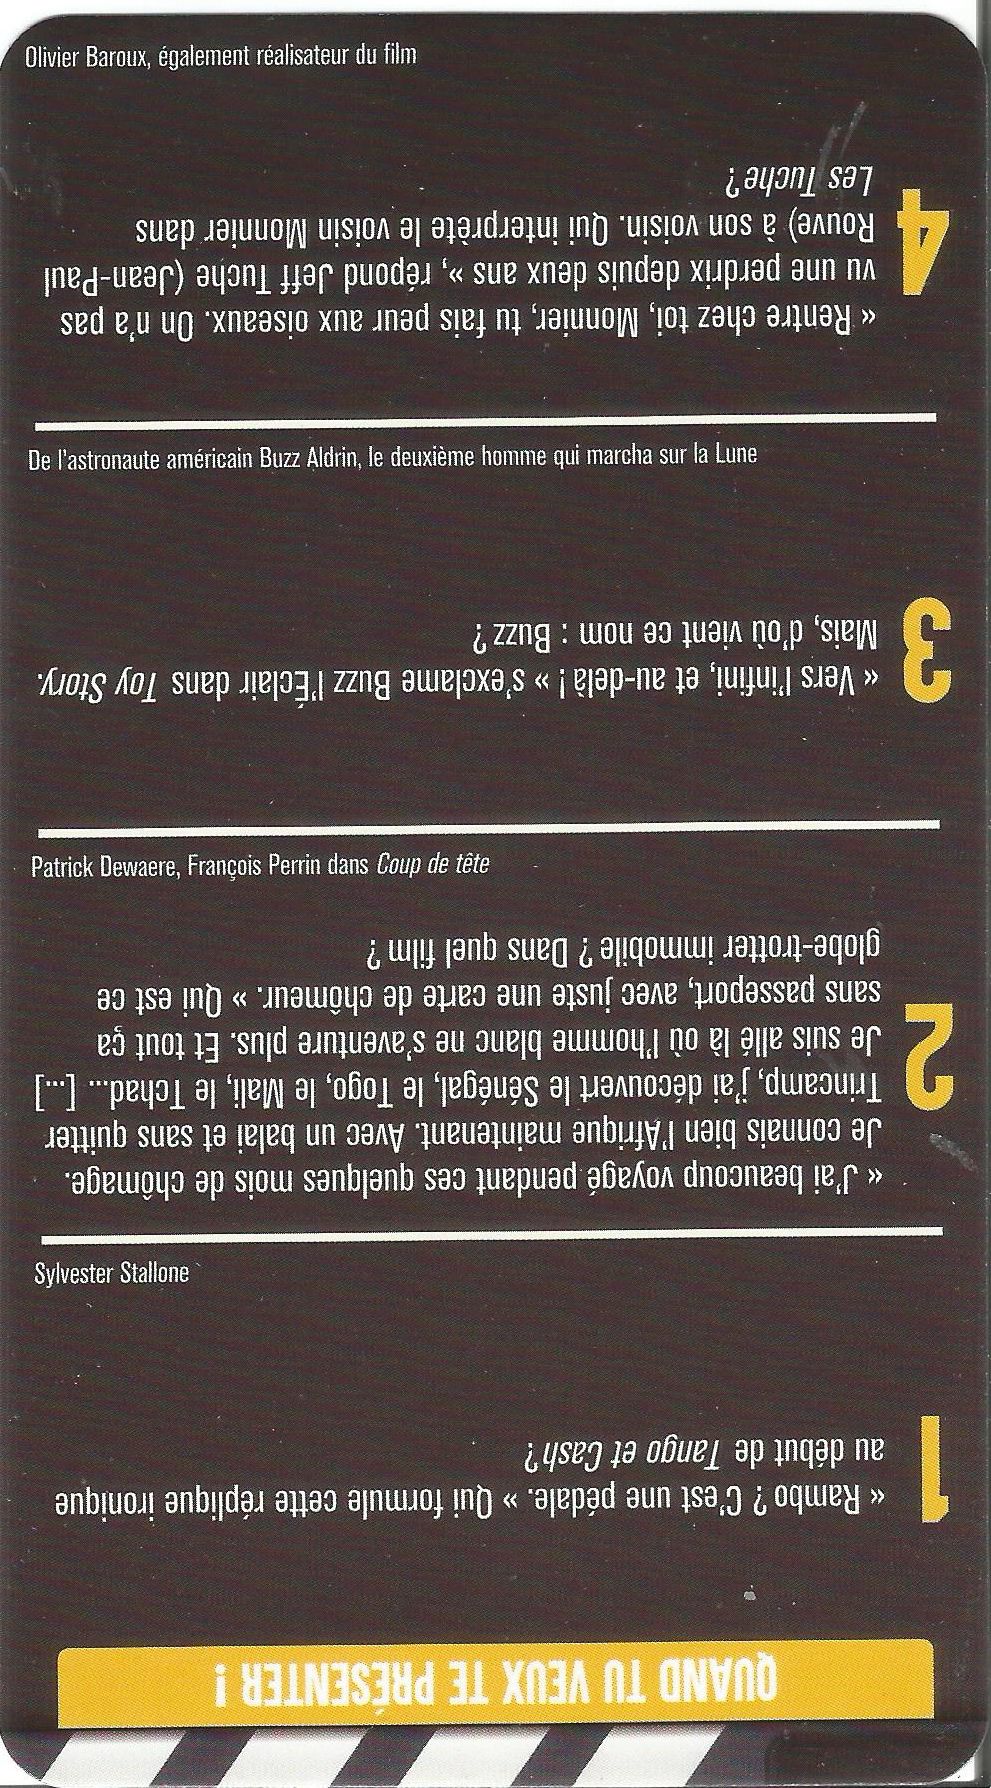 QUAND TU VEUX TE PRÉSENTER !
1
« Rambo ? C'est une pédale. » Qui formule cette réplique ironique
au début de Tango et Cash ?
Sylvester Stallone
2
« J'ai beaucoup voyagé pendant ces quelques mois de chômage.
Je connais bien l'Afrique maintenant. Avec un balai et sans quitter
Trincamp, j'ai découvert le Sénégal, le Togo, le Mali, le Tchad... [...]
Je suis allé là où l'homme blanc ne s'aventure plus. Et tout ça
sans passeport, avec juste une carte de chômeur. » Qui est ce
globe-trotter immobile ? Dans quel film ?
Patrick Dewaere, François Perrin dans Coup de tête
3
« Vers l'infini, et au-delà ! » s'exclame Buzz l'Éclair dans Toy Story.
Mais, d'où vient ce nom : Buzz ?
De l'astronaute américain Buzz Aldrin, le deuxième homme qui marcha sur la Lune
4
« Rentre chez toi, Monnier, tu fais peur aux oiseaux. On n'a pas
vu une perdrix depuis deux ans », répond Jeff Tuche (Jean-Paul
Rouve) à son voisin. Qui interprète le voisin Monnier dans
Les Tuche ?
Olivier Baroux, également réalisateur du film